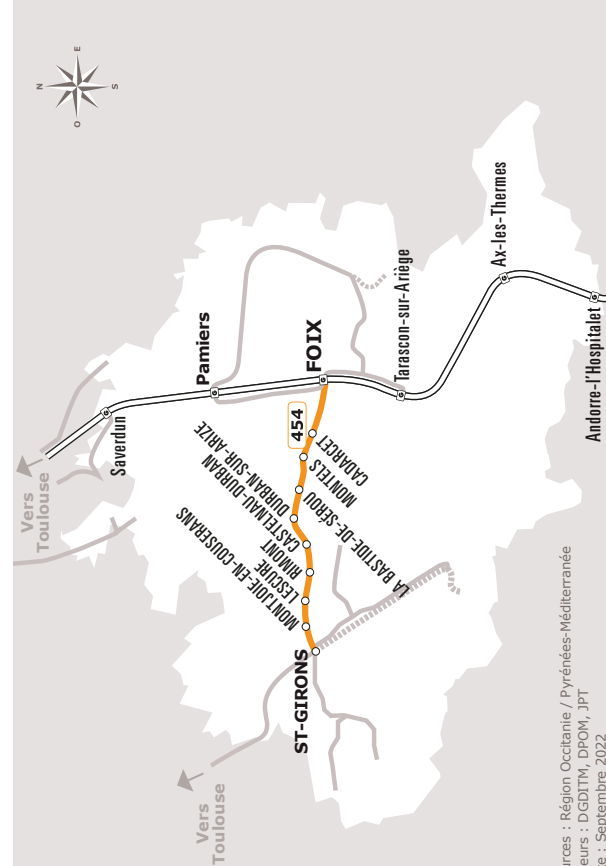 N
E
S
O
Vers
Toulouse
Saverdun
Pamiers
FOIX
Tarascon-sur-Ariège
Ax-les-Thermes
Andorre-l'Hospitalet
454
CADARCET
MONTELS
LA BASTIDE-DE-SÉROU
DURBAN-SUR-ARIZE
CASTELNAU-DURBAN
RIMONT
LESCURE
MONTJOIE-EN-COUSERANS
ST-GIRONS
Vers
Toulouse
rces : Région Occitanie / Pyrénées-Méditerranée
eurs : DGDITM, DPOM, JPT
e : Septembre 2022